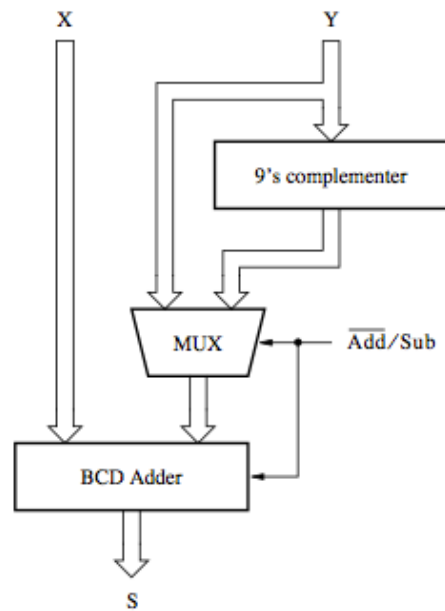 X
Y
9's complementer
MUX
Add/Sub
BCD Adder
S